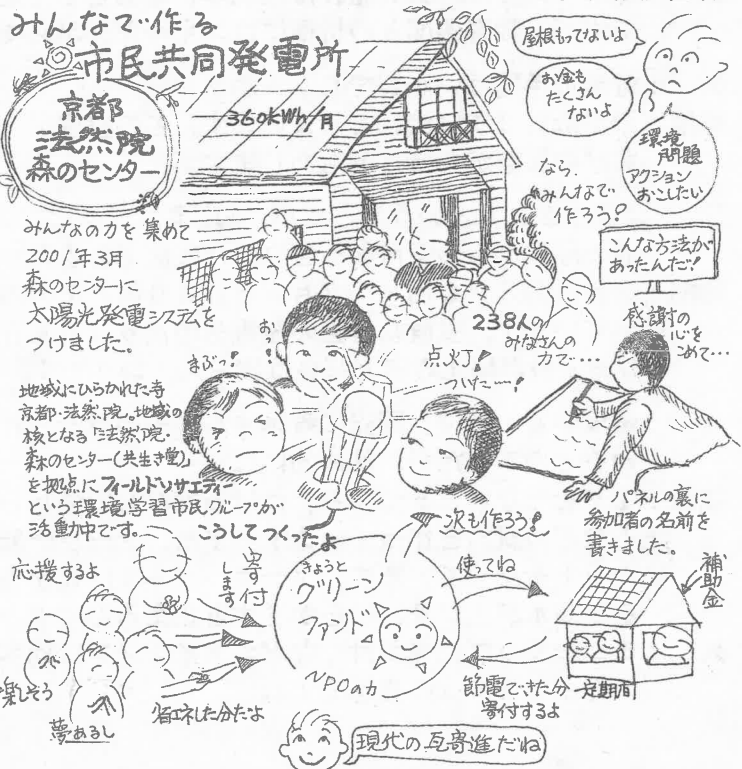 みんなで作る
市民共同発電所
京都
法然院
森のセンター
360kWh/月
屋根もってないよ
お金も
たくさん
ないよ
環境
問題
アクション
おこしたい
なら、
みんなで
作ろう!
こんな方法が
あったんだ!
みんなの力を集めて
2001年3月
森のセンターに
太陽光発電システムを
つけました。
238人の
みなさんの
力で…
感謝の
心を
こめて…
おっ!
まぶっ!
点灯!
ついたー!
地域にひらかれた寺
京都・法然院。地域の
核となる「法然院・
森のセンター(共生き堂)」
を拠点にフィールドソサエティー
という環境学習市民グループが
活動中です。
パネルの裏に
参加者の名前を
書きました。
こうしてつくったよ
次も作ろう!
応援するよ
寄付
します
きょうと
グリーン
ファンド
NPOの力
使ってね
補助金
楽しそう
夢あるし
省エネした分だよ
節電できた分
一定期間
寄付するよ
現代の瓦寄進だね